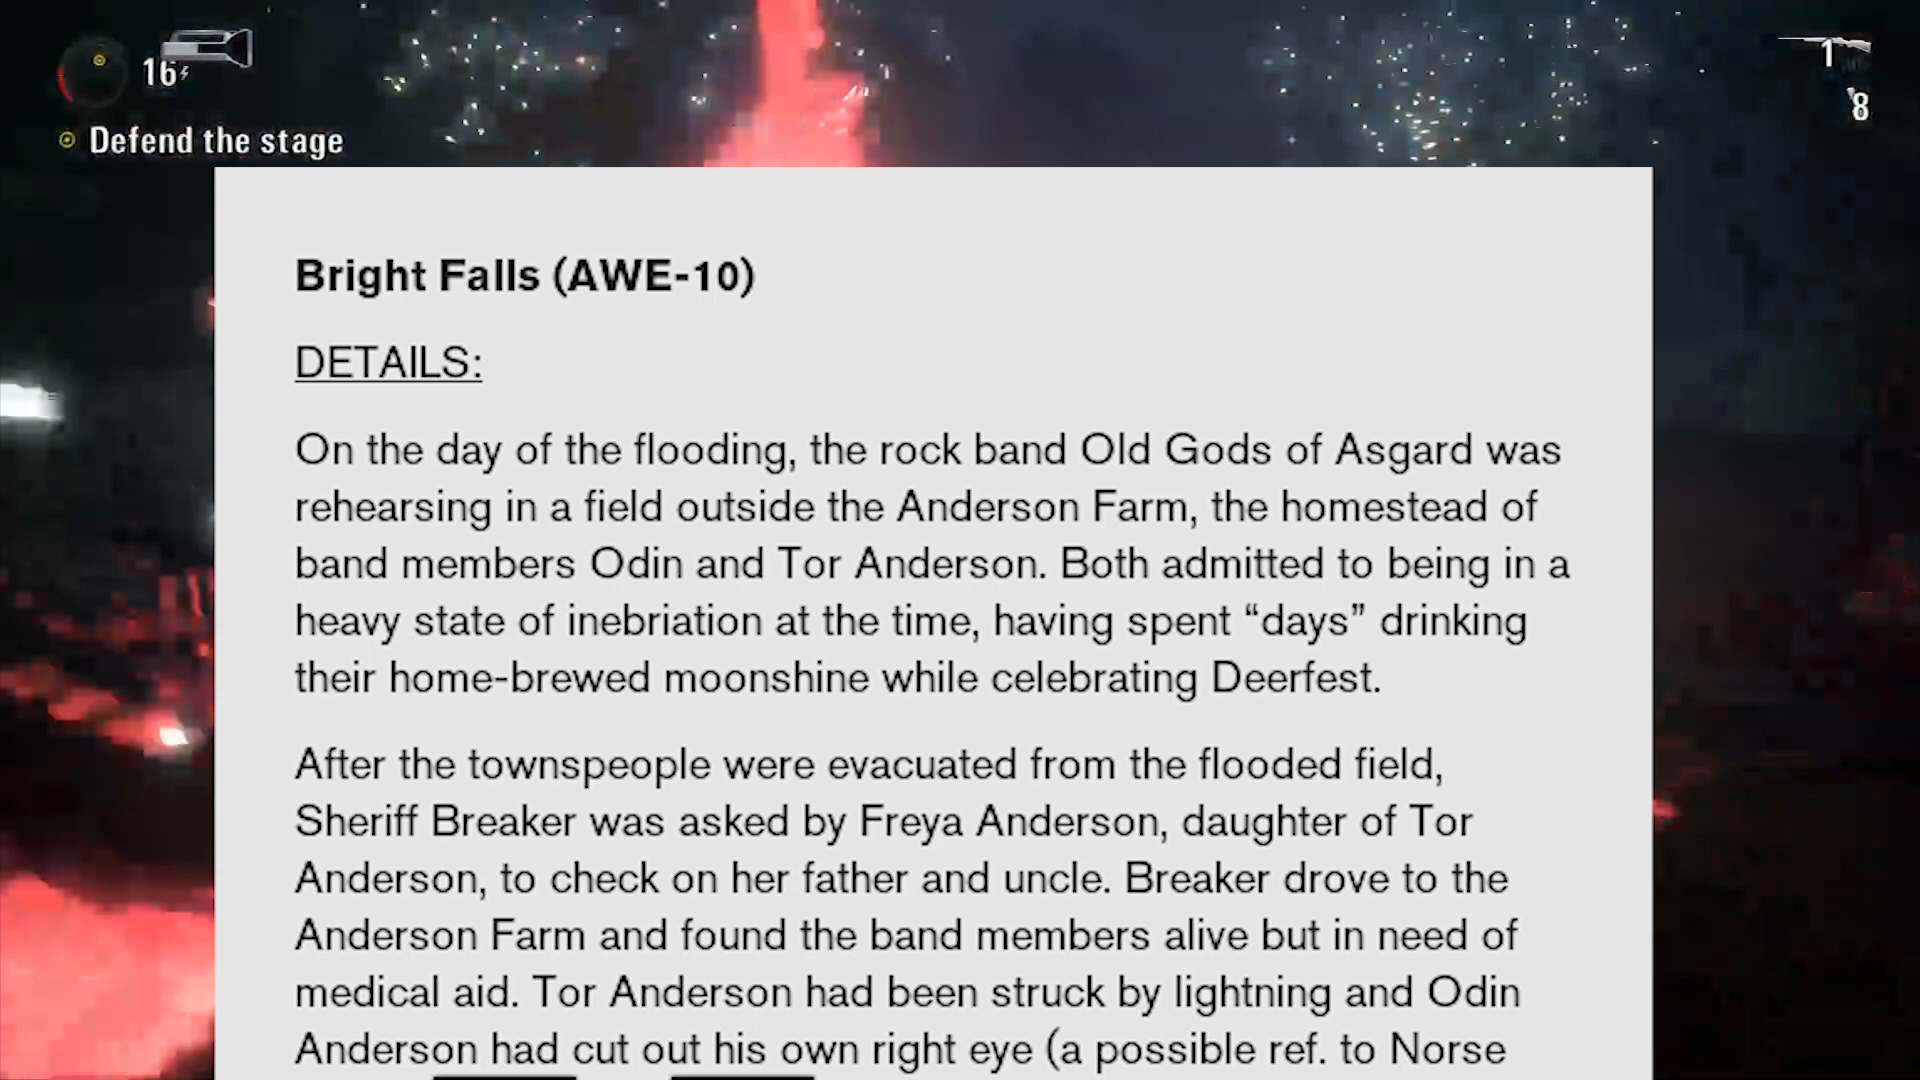 16
1
8
Defend the stage
Bright Falls (AWE-10)
DETAILS:
On the day of the flooding, the rock band Old Gods of Asgard was
rehearsing in a field outside the Anderson Farm, the homestead of
band members Odin and Tor Anderson. Both admitted to being in a
heavy state of inebriation at the time, having spent “days” drinking
their home-brewed moonshine while celebrating Deerfest.
After the townspeople were evacuated from the flooded field,
Sheriff Breaker was asked by Freya Anderson, daughter of Tor
Anderson, to check on her father and uncle. Breaker drove to the
Anderson Farm and found the band members alive but in need of
medical aid. Tor Anderson had been struck by lightning and Odin
Anderson had cut out his own right eye (a possible ref. to Norse